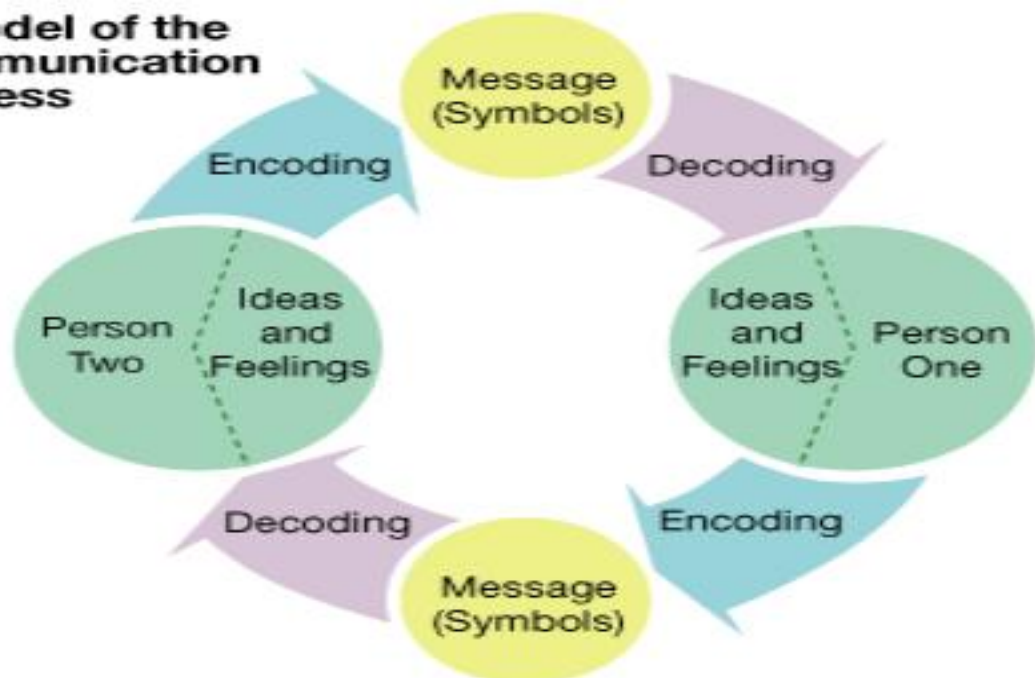 del of the
munication
ess
Message
(Symbols)
Encoding
Decoding
Person
Two
Ideas
and
Feelings
Ideas
and
Feelings
Person
One
Decoding
Encoding
Message
(Symbols)